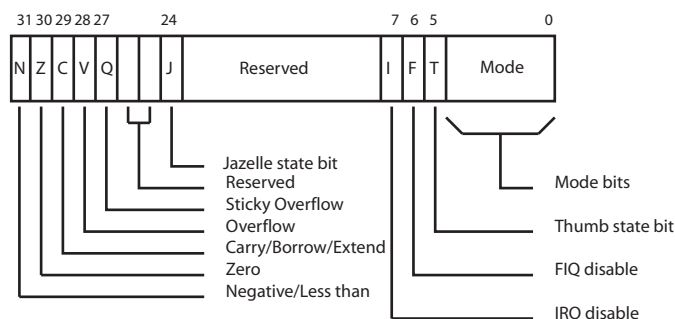 31 30 29 28 27 24 7 6 5 0
N Z C V Q J Reserved I F T Mode
Jazelle state bit
Reserved
Sticky Overflow
Overflow
Carry/Borrow/Extend
Zero
Negative/Less than
Mode bits
Thumb state bit
FIQ disable
IRQ disable